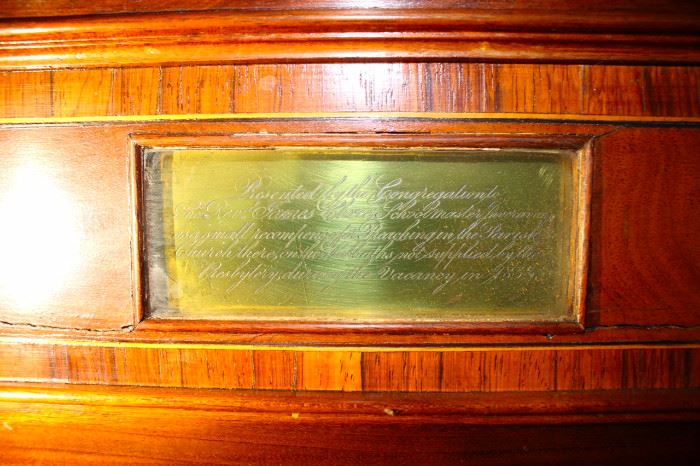 Presented by the Congregation to
the Revd. James Schoolmaster
as a small recompense for Preaching in the Parish
Church there, on the Sabbaths not supplied by the
Presbytery, during the Vacancy in